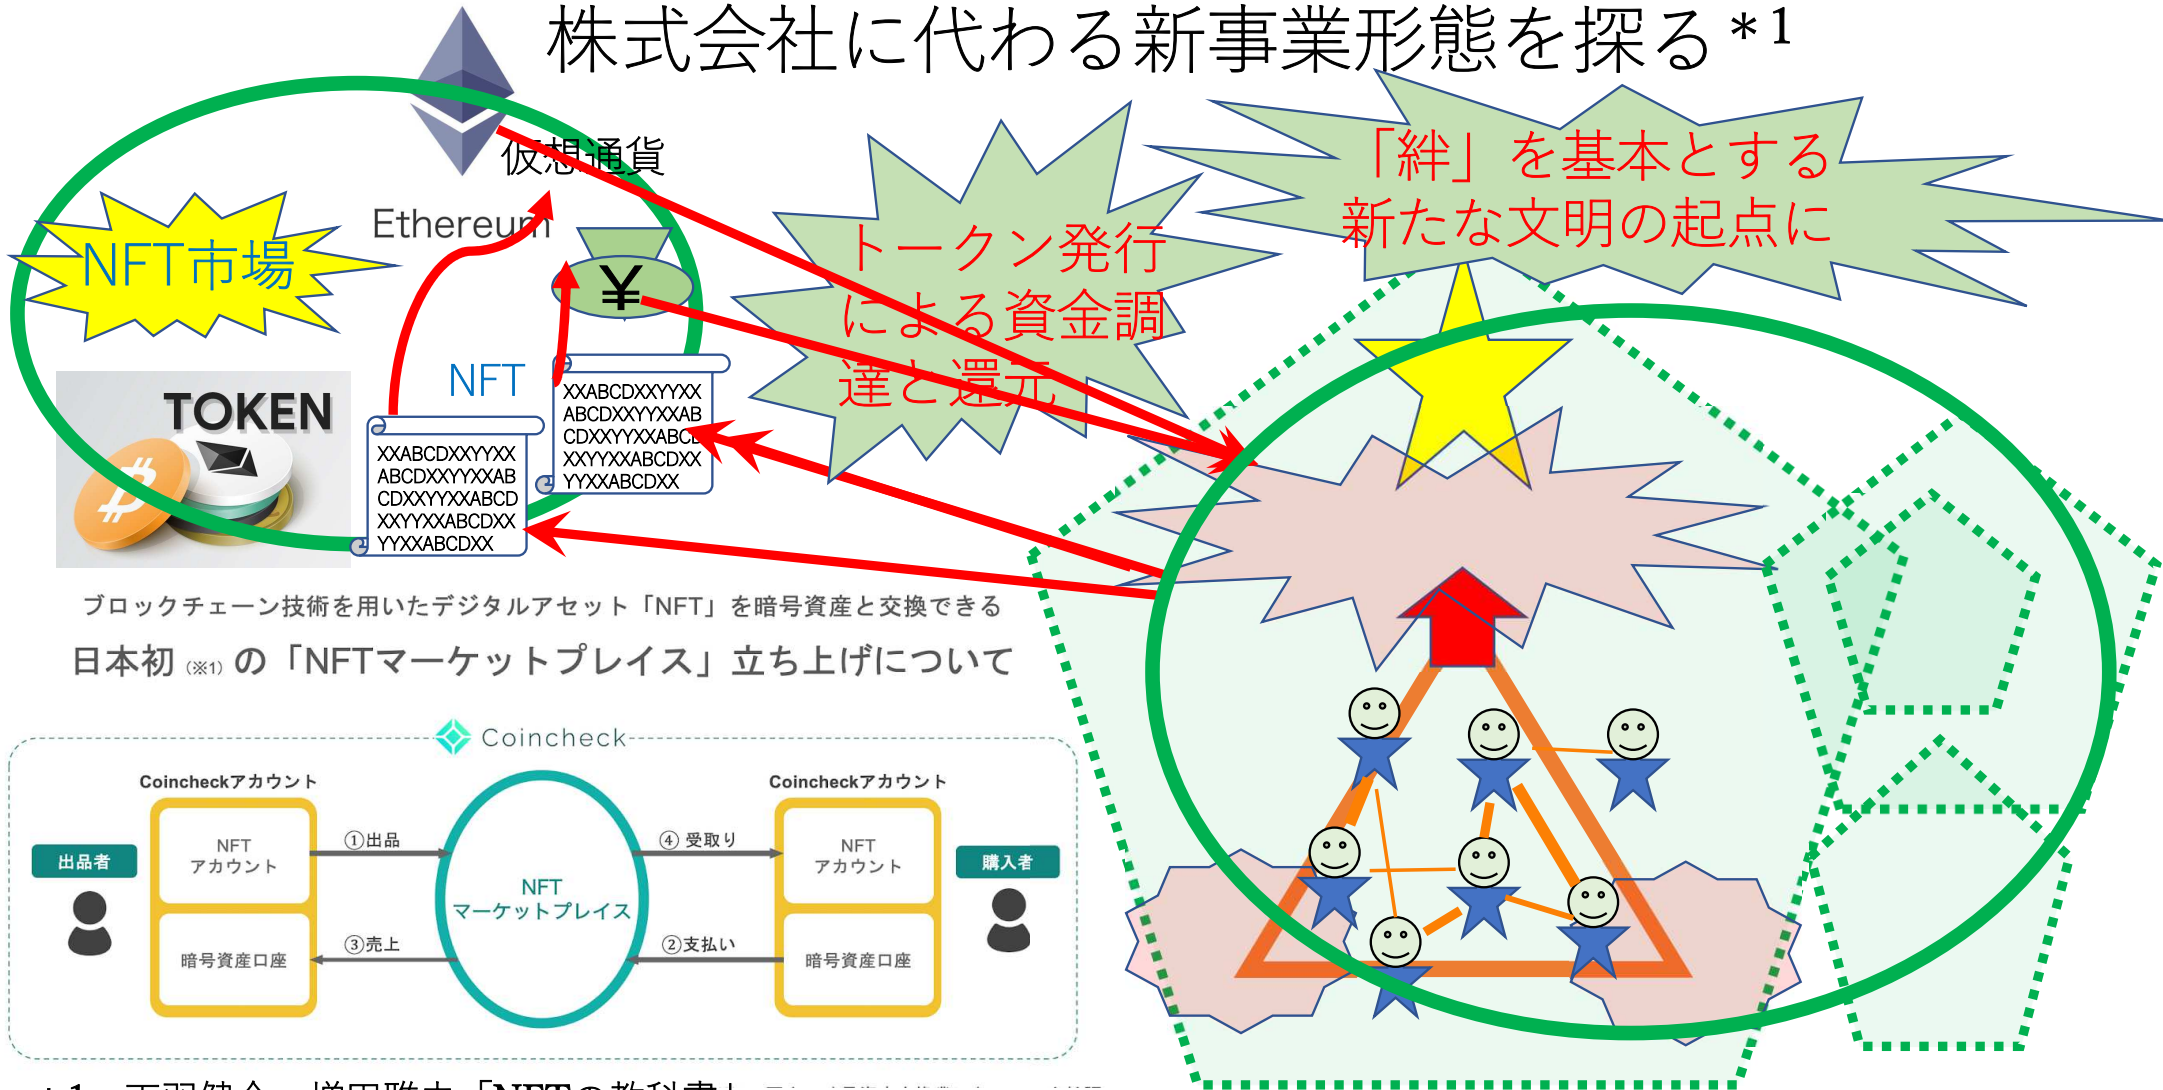 株式会社に代わる新事業形態を探る*1
仮想通貨
Ethereum
NFT市場
¥
「絆」を基本とする
新たな文明の起点に
トークン発行
による資金調
達と還元
NFT
TOKEN
XXABCDXXYYXX
ABCDXXYYXXAB
CDXXYYXXABCD
XXYYXXABCDXX
YYXXABCDXX
XXABCDXXYYXX
ABCDXXYYXXAB
CDXXYYXXABCD
XXYYXXABCDXX
YYXXABCDXX
ブロックチェーン技術を用いたデジタルアセット「NFT」を暗号資産と交換できる
日本初(※1)の「NFTマーケットプレイス」立ち上げについて
Coincheck
Coincheckアカウント
Coincheckアカウント
出品者
NFT
アカウント
暗号資産口座
①出品
③売上
NFT
マーケットプレイス
④ 受取り
②支払い
NFT
アカウント
暗号資産口座
購入者
「NFTの教科書」